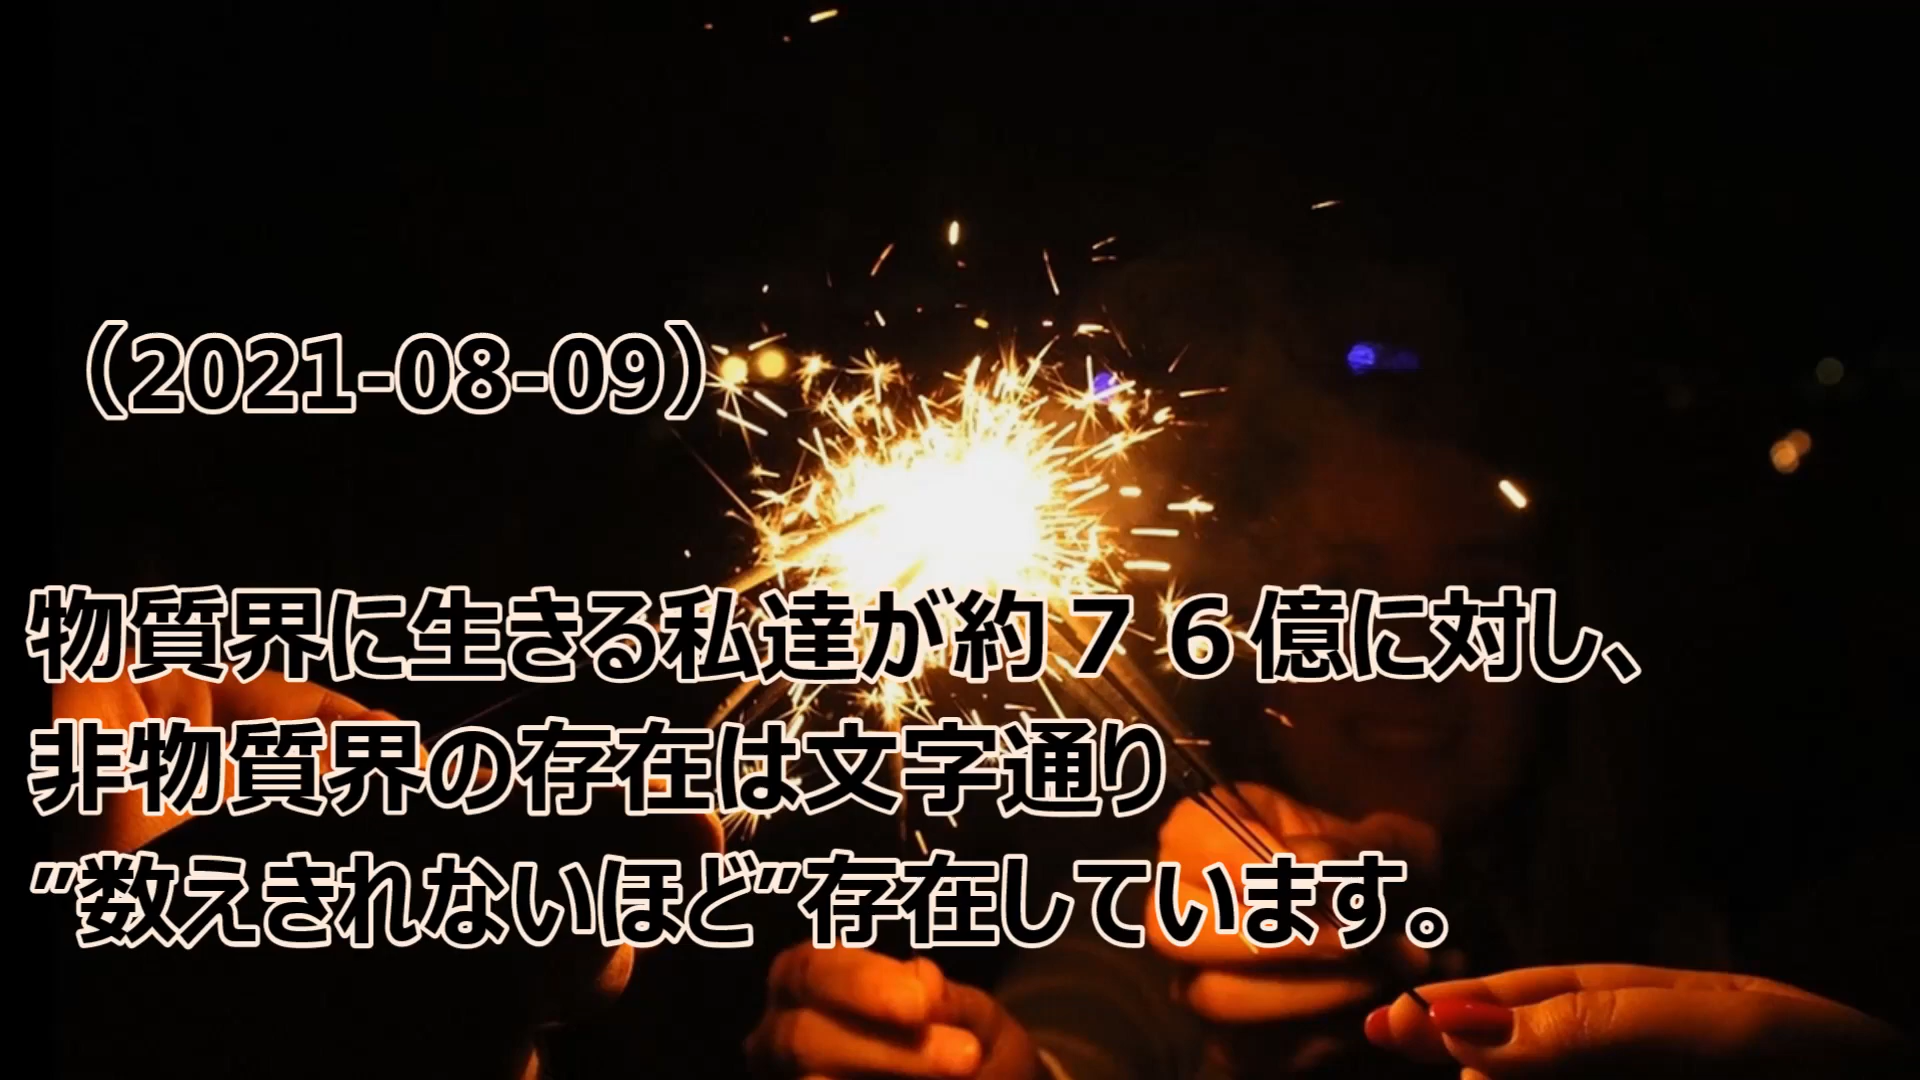 （2021-08-09）
物質界に生きる私達が約７６億に対し、
非物質界の存在は文字通り
”数えきれないほど”存在しています。